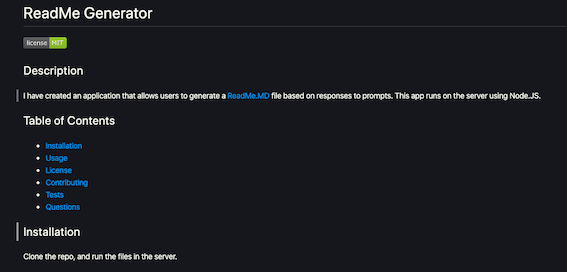 ReadMe Generator
license MIT
Description
I have created an application that allows users to generate a ReadMe.MD file based on responses to prompts. This app runs on the server using Node.JS.
Table of Contents
Installation
Usage
License
Contributing
Tests
Questions
Installation
Clone the repo, and run the files in the server.